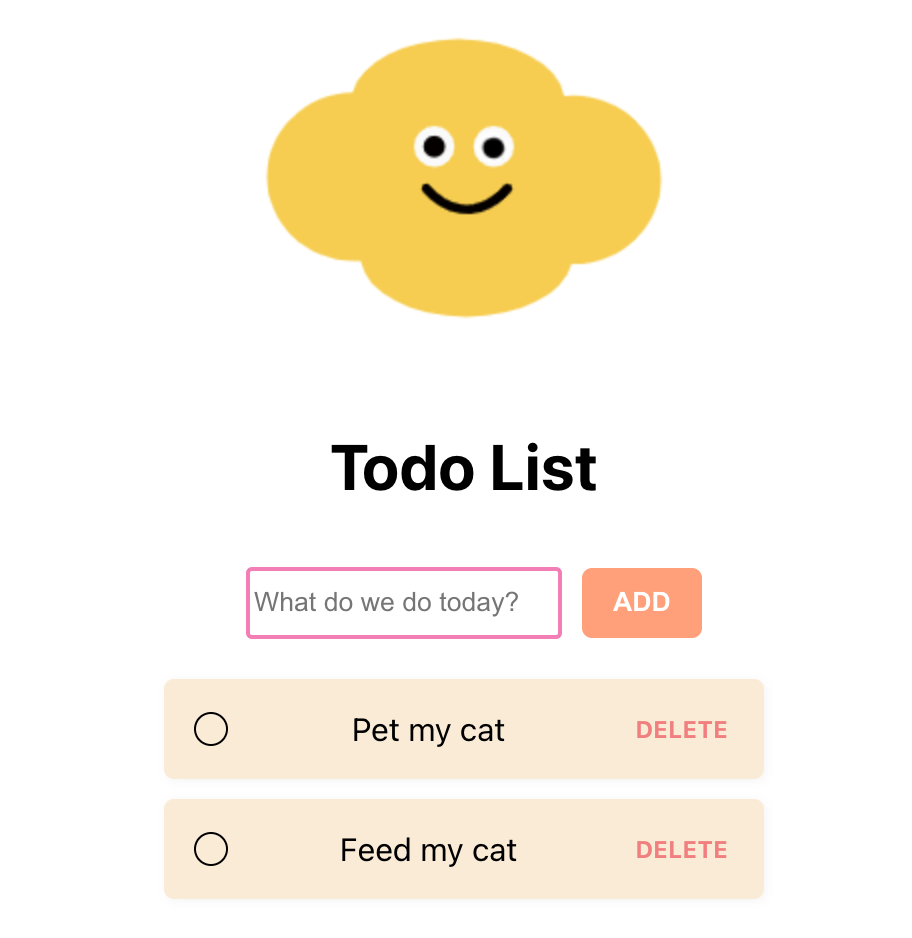 Todo List
What do we do today?
ADD
Pet my cat
DELETE
Feed my cat
DELETE